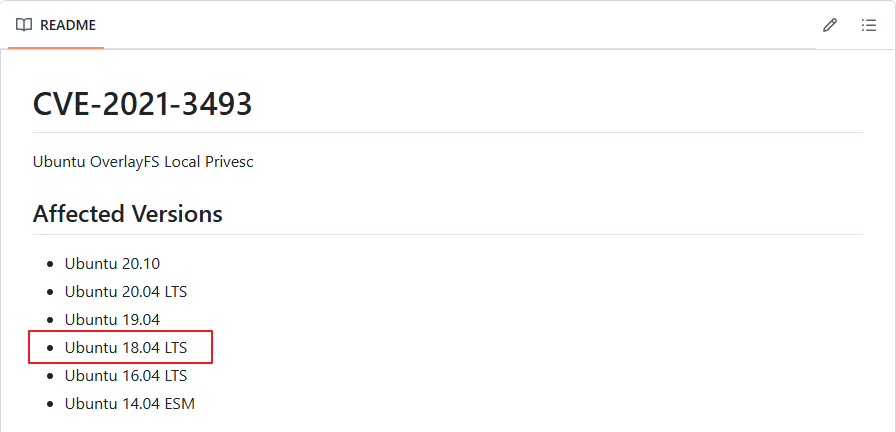 README
CVE-2021-3493
Ubuntu OverlayFS Local Privesc
Affected Versions
Ubuntu 20.10
Ubuntu 20.04 LTS
Ubuntu 19.04
Ubuntu 18.04 LTS
Ubuntu 16.04 LTS
Ubuntu 14.04 ESM